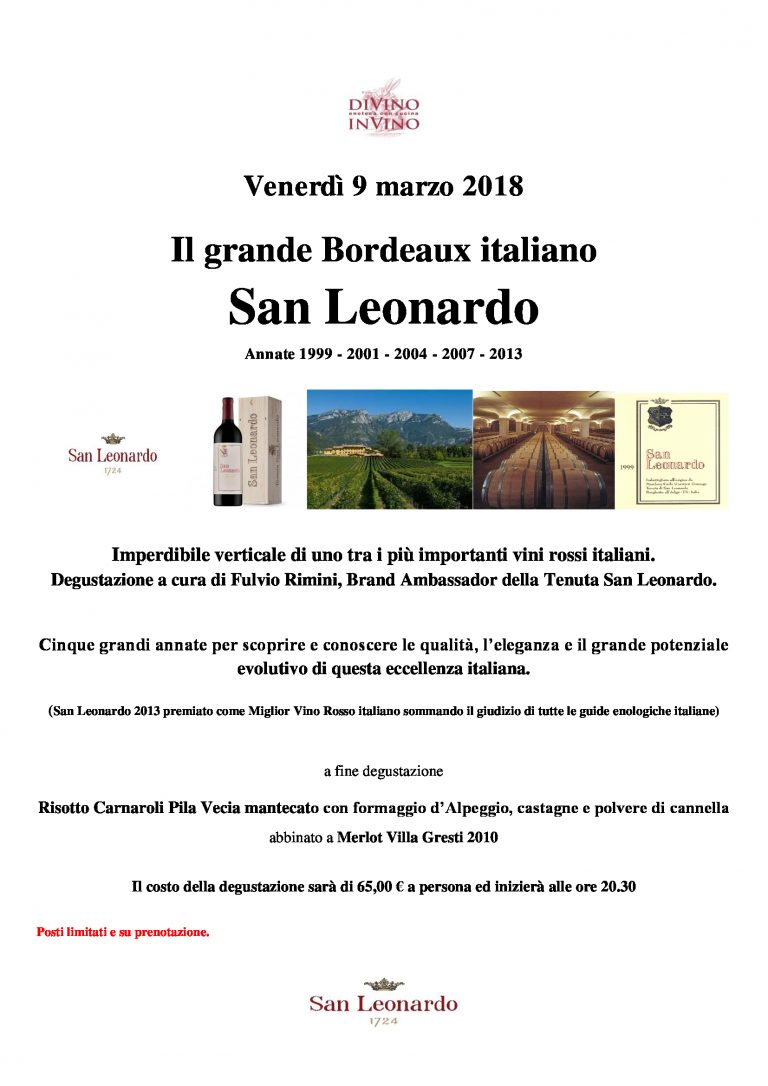 DIVINO
enoteca con cucina
INVINO
Venerdì 9 marzo 2018
Il grande Bordeaux italiano
San Leonardo
Annate 1999 - 2001 - 2004 - 2007 - 2013
San Leonardo
1724
San Leonardo
San Leonardo
1999
San
Leonardo
Imperdibile verticale di uno tra i più importanti vini rossi italiani.
Degustazione a cura di Fulvio Rimini, Brand Ambassador della Tenuta San Leonardo.
Cinque grandi annate per scoprire e conoscere le qualità, l’eleganza e il grande potenziale
evolutivo di questa eccellenza italiana.
(San Leonardo 2013 premiato come Miglior Vino Rosso italiano sommando il giudizio di tutte le guide enologiche italiane)
a fine degustazione
Risotto Carnaroli Pila Vecia mantecato con formaggio d’Alpeggio, castagne e polvere di cannella
abbinato a Merlot Villa Gresti 2010
Il costo della degustazione sarà di 65,00 € a persona ed inizierà alle ore 20.30
Posti limitati e su prenotazione.
San Leonardo
1724